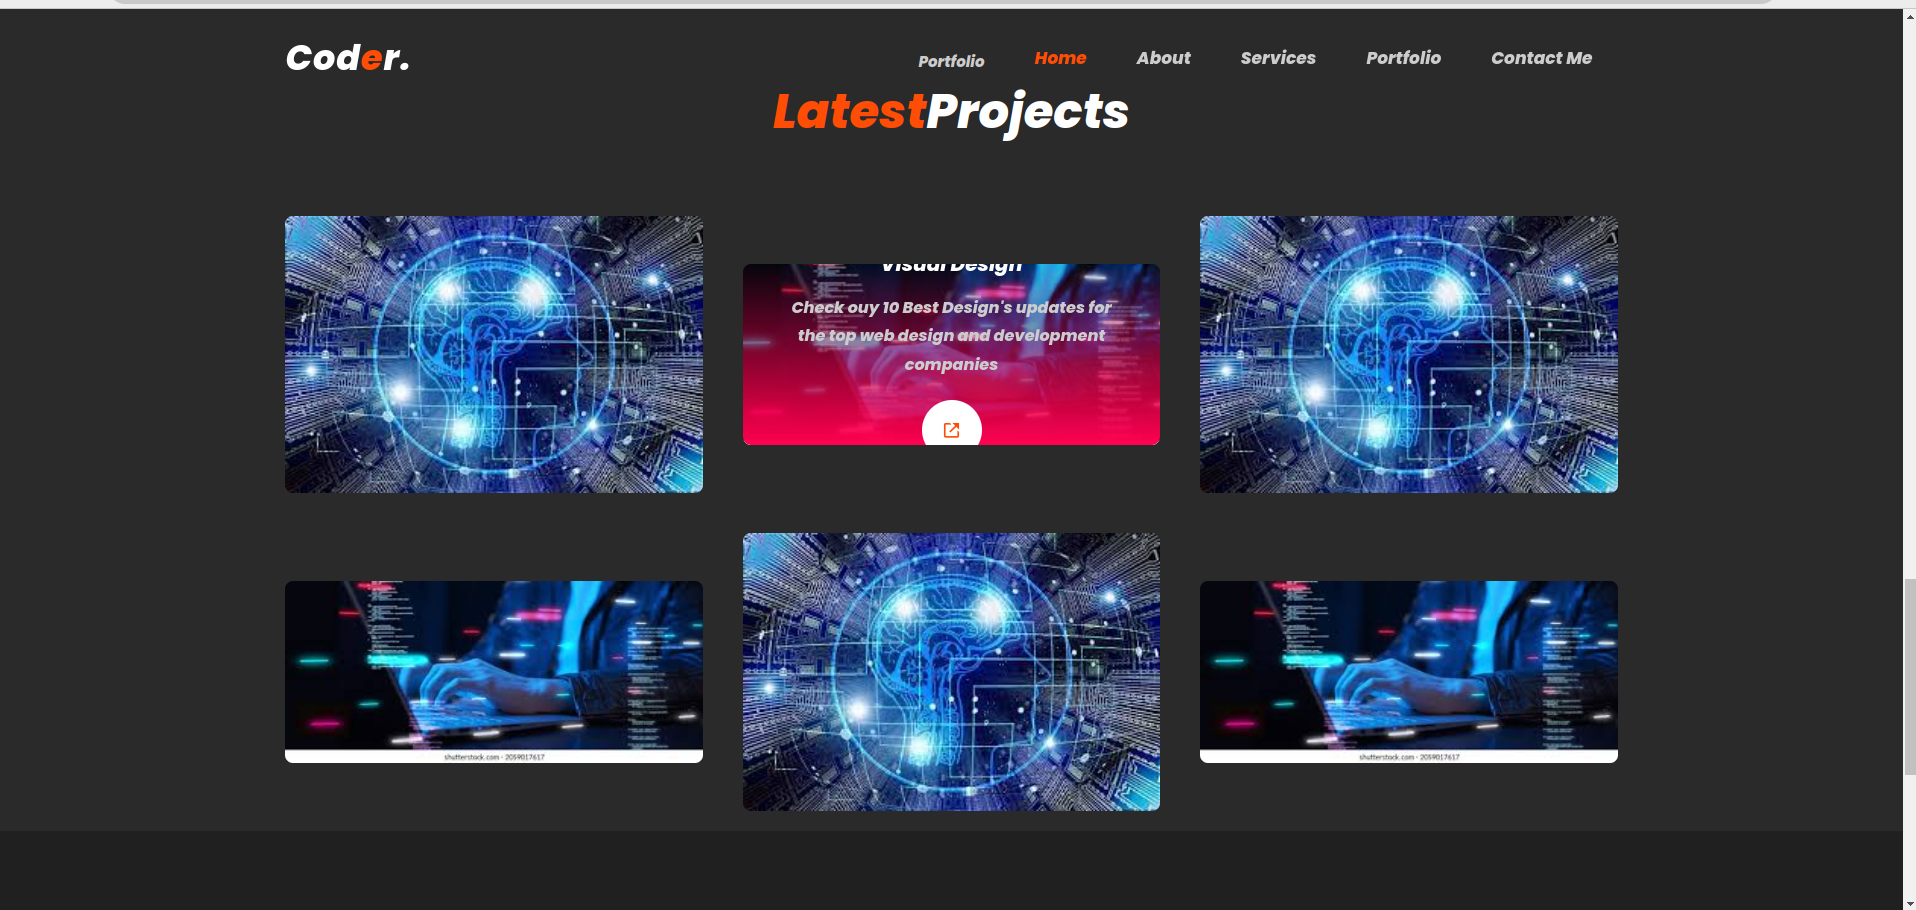 Coder.
Portfolio Home About Services Portfolio Contact Me
LatestProjects
Visual Design
Check ouy 10 Best Design's updates for
the top web design and development
companies
shutterstock.com · 2059017617
shutterstock.com · 2059017617